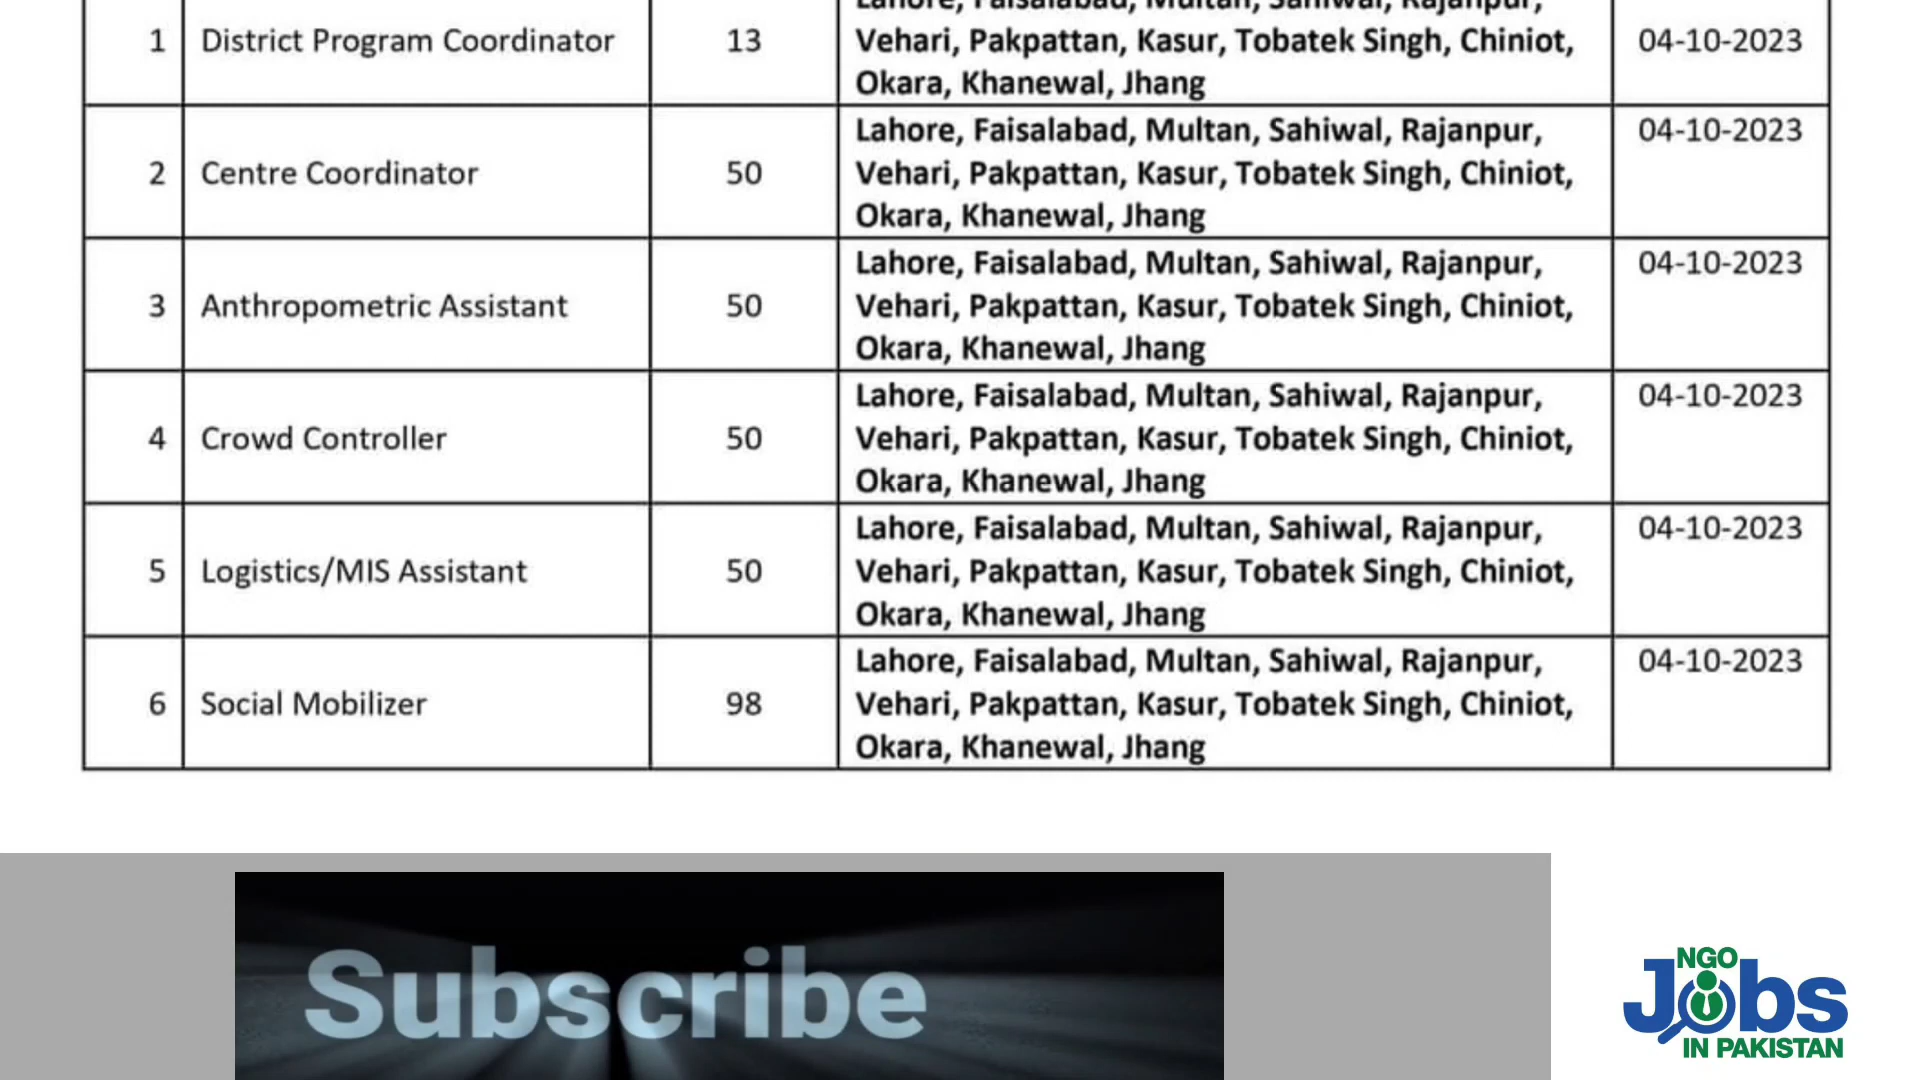 Lahore, Faisalabad, Multan, Sahiwal, Rajanpur,
1 District Program Coordinator 13 Vehari, Pakpattan, Kasur, Tobatek Singh, Chiniot, 04-10-2023
Okara, Khanewal, Jhang
Lahore, Faisalabad, Multan, Sahiwal, Rajanpur, 04-10-2023
2 Centre Coordinator 50 Vehari, Pakpattan, Kasur, Tobatek Singh, Chiniot,
Okara, Khanewal, Jhang
Lahore, Faisalabad, Multan, Sahiwal, Rajanpur, 04-10-2023
3 Anthropometric Assistant 50 Vehari, Pakpattan, Kasur, Tobatek Singh, Chiniot,
Okara, Khanewal, Jhang
Lahore, Faisalabad, Multan, Sahiwal, Rajanpur, 04-10-2023
4 Crowd Controller 50 Vehari, Pakpattan, Kasur, Tobatek Singh, Chiniot,
Okara, Khanewal, Jhang
Lahore, Faisalabad, Multan, Sahiwal, Rajanpur, 04-10-2023
5 Logistics/MIS Assistant 50 Vehari, Pakpattan, Kasur, Tobatek Singh, Chiniot,
Okara, Khanewal, Jhang
Lahore, Faisalabad, Multan, Sahiwal, Rajanpur, 04-10-2023
6 Social Mobilizer 98 Vehari, Pakpattan, Kasur, Tobatek Singh, Chiniot,
Okara, Khanewal, Jhang
Subscribe
NGO
Jobs
IN PAKISTAN